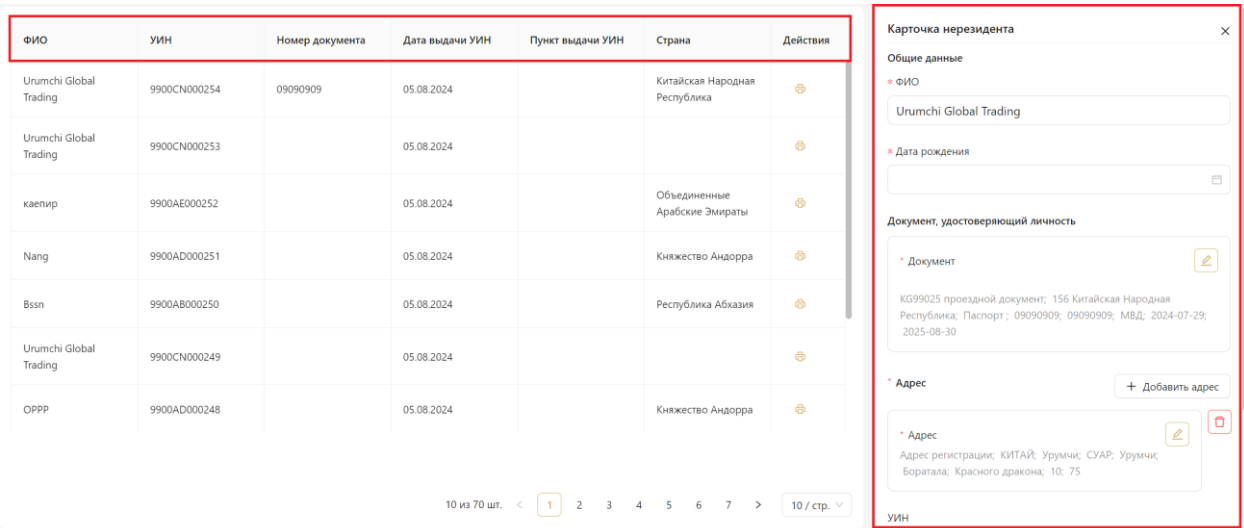 ФИО УИН Номер документа Дата выдачи УИН Пункт выдачи УИН Страна Действия
Urumchi Global
Trading 9900CN000254 09090909 05.08.2024 Китайская Народная
Республика
Urumchi Global
Trading 9900CN000253 05.08.2024
каепир 9900AE000252 05.08.2024 Объединенные
Арабские Эмираты
Nang 9900AD000251 05.08.2024 Княжество Андорра
Bssn 9900AB000250 05.08.2024 Республика Абхазия
Urumchi Global
Trading 9900CN000249 05.08.2024
OPPP 9900AD000248 05.08.2024 Княжество Андорра
10 из 70 шт. < 1 2 3 4 5 6 7 > 10 / стр.
Карточка нерезидента
Общие данные
* ФИО
Urumchi Global Trading
* Дата рождения
Документ, удостоверяющий личность
* Документ
KG99025 проездной документ; 156 Китайская Народная
Республика; Паспорт ; 09090909; 09090909; МВД; 2024-07-29;
2025-08-30
* Адрес + Добавить адрес
* Адрес
Адрес регистрации; КИТАЙ; Урумчи; СУАР; Урумчи;
Боратала; Красного дракона; 10; 75
УИН